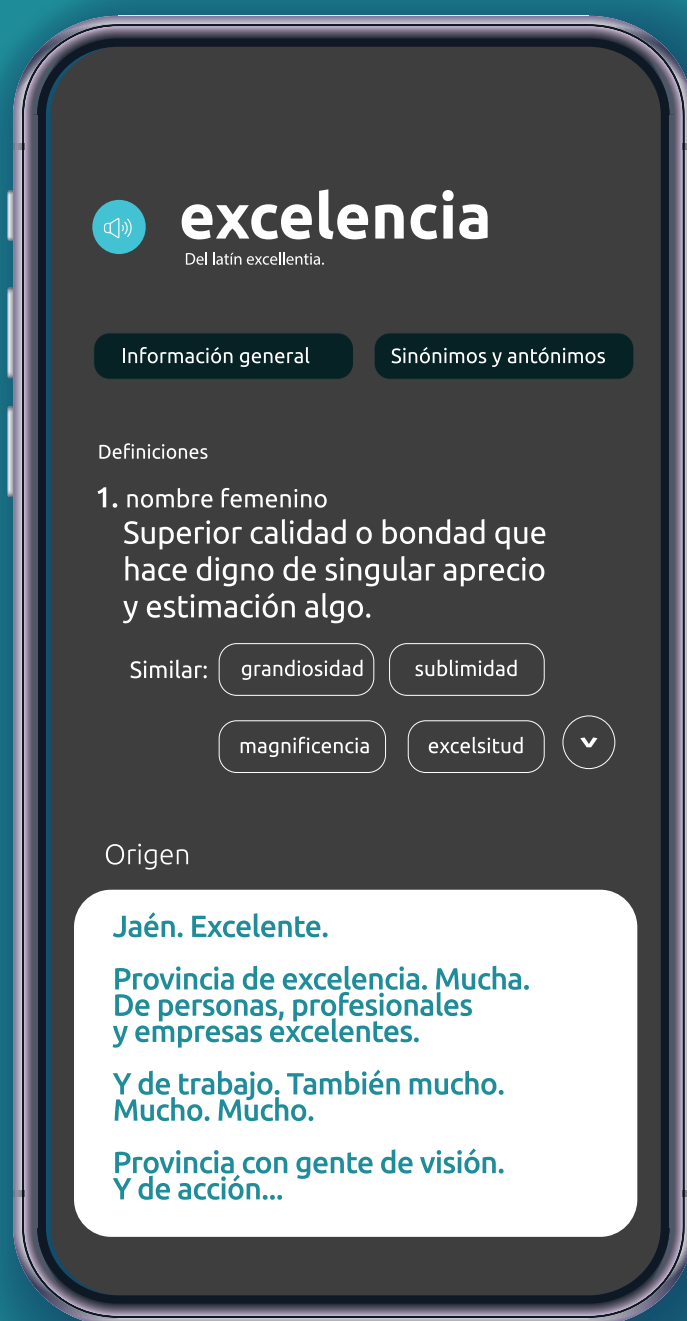 excelencia
Del latín excellentia.
Información general
Sinónimos y antónimos
Definiciones
1. nombre femenino
Superior calidad o bondad que
hace digno de singular aprecio
y estimación algo.
Similar: grandiosidad sublimidad
magnificencia excelsitud
Origen
Jaén. Excelente.
Provincia de excelencia. Mucha.
De personas, profesionales
y empresas excelentes.
Y de trabajo. También mucho.
Mucho. Mucho.
Provincia con gente de visión.
Y de acción...